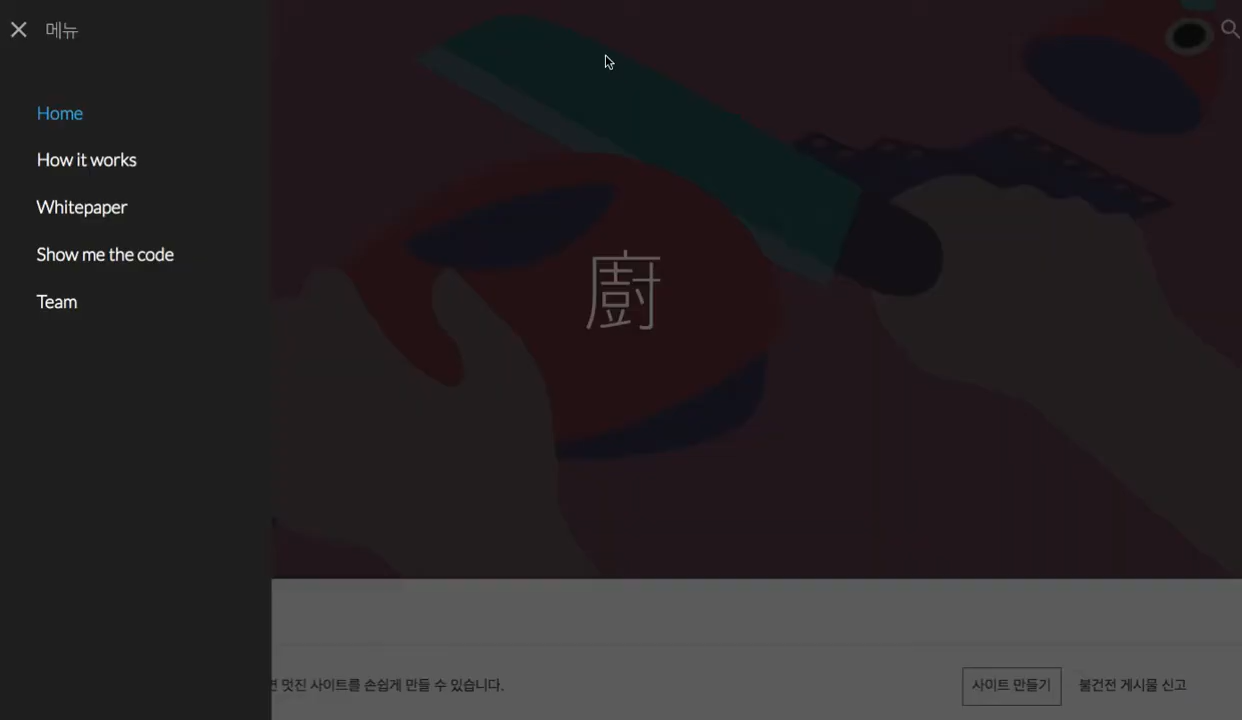 메뉴
Home
How it works
Whitepaper
Show me the code
Team
廚
멋진 사이트를 손쉽게 만들 수 있습니다.
사이트 만들기
불건전 게시물 신고